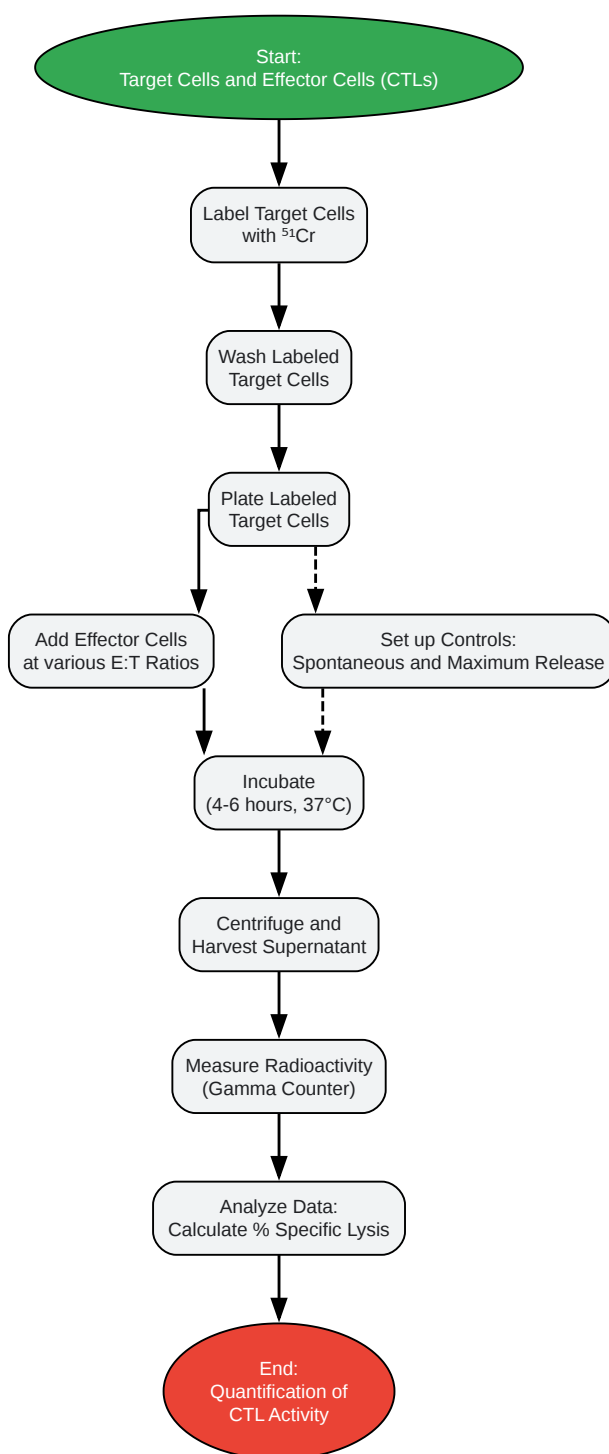 Start:
Target Cells and Effector Cells (CTLs)
Label Target Cells
with ⁵¹Cr
Wash Labeled
Target Cells
Plate Labeled
Target Cells
Add Effector Cells
at various E:T Ratios
Set up Controls:
Spontaneous and Maximum Release
Incubate
(4-6 hours, 37°C)
Centrifuge and
Harvest Supernatant
Measure Radioactivity
(Gamma Counter)
Analyze Data:
Calculate % Specific Lysis
End:
Quantification of
CTL Activity